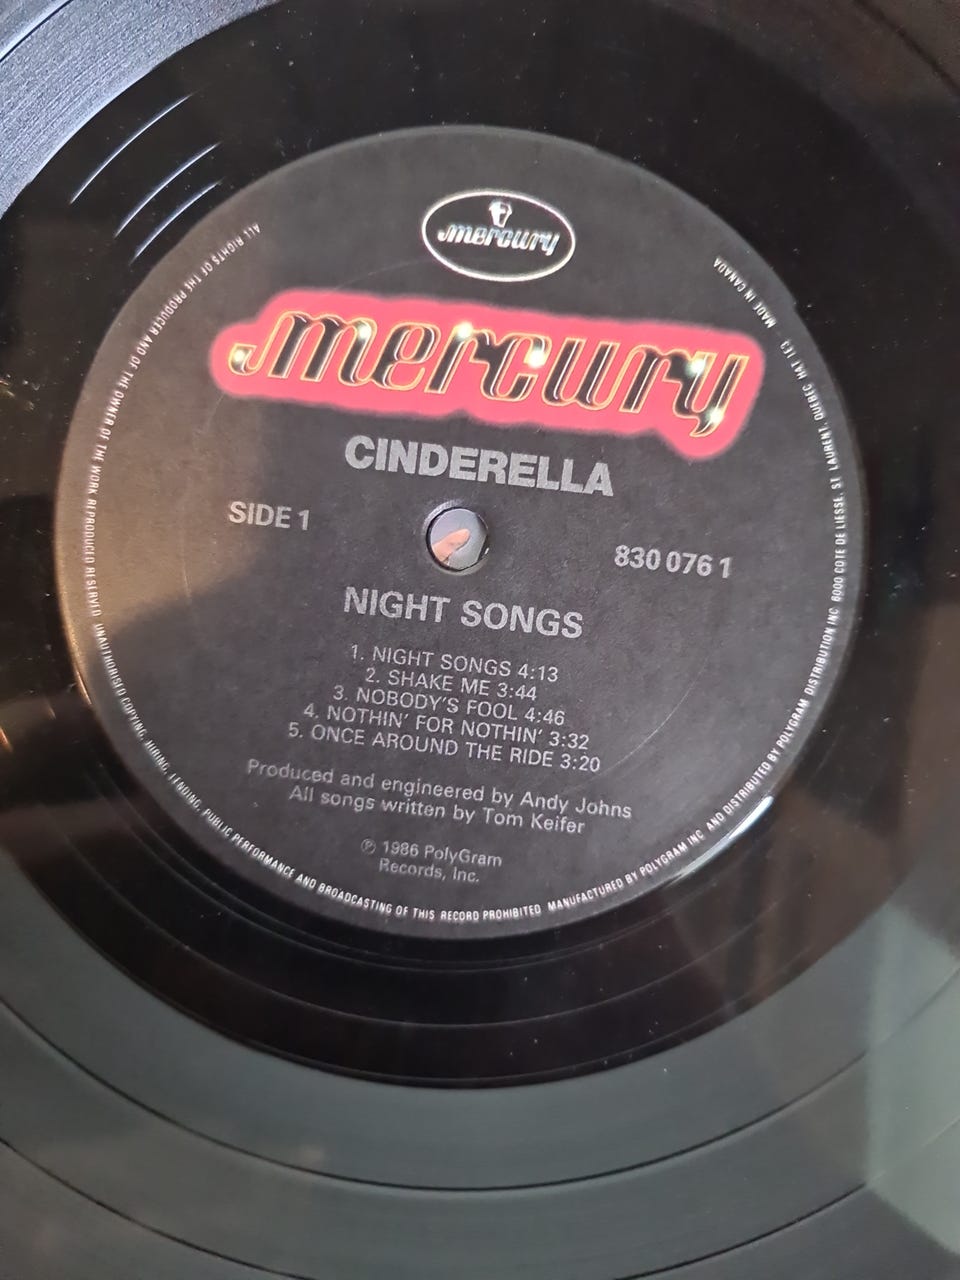 mercury
mercury
CINDERELLA
SIDE 1
830 076 1
NIGHT SONGS
1. NIGHT SONGS 4:13
2. SHAKE ME 3:44
3. NOBODY'S FOOL 4:46
4. NOTHIN' FOR NOTHIN' 3:32
5. ONCE AROUND THE RIDE 3:20
Produced and engineered by Andy Johns
All songs written by Tom Keifer
℗ 1986 PolyGram
Records, Inc.
ALL RIGHTS OF THE PRODUCER AND OF THE OWNER OF THE WORK REPRODUCED RESERVED UNAUTHORISED COPYING, HIRING, LENDING, PUBLIC PERFORMANCE AND BROADCASTING OF THIS RECORD PROHIBITED MANUFACTURED BY POLYGRAM INC AND DISTRIBUTED BY POLYGRAM DISTRIBUTION INC 6000 COTE DE LIESSE, ST LAURENT, QUEBEC H4T 1E3 MADE IN CANADA